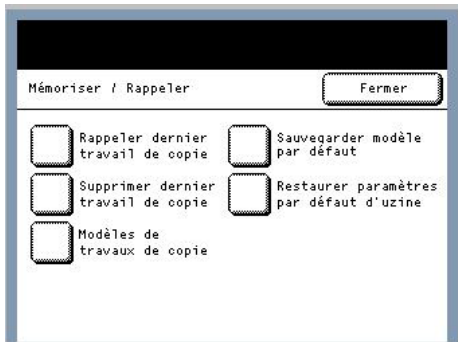 Mémoriser / Rappeler
Fermer
Rappeler dernier
travail de copie
Sauvegarder modèle
par défaut
Supprimer dernier
travail de copie
Restaurer paramètres
par défaut d'uzine
Modèles de
travaux de copie